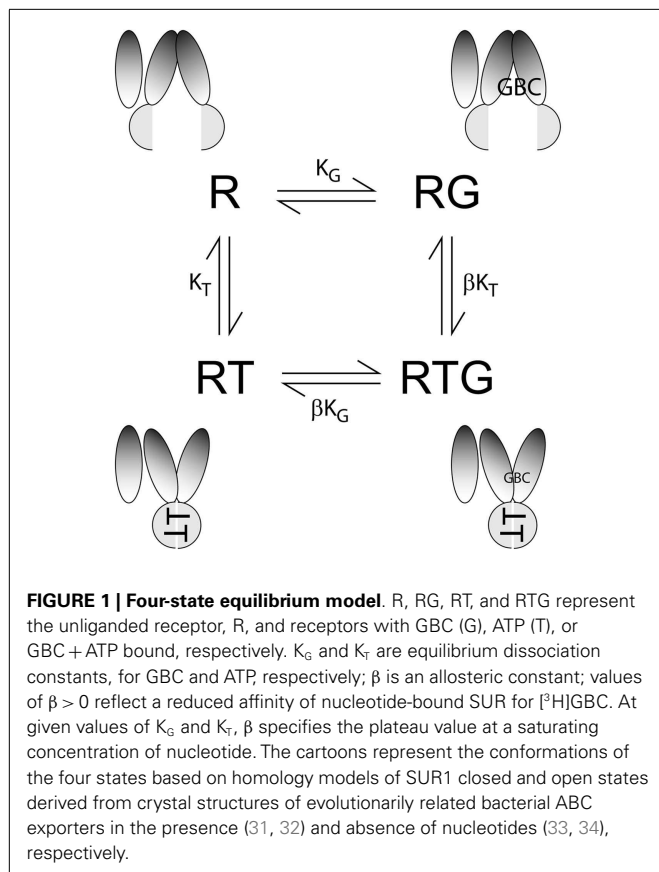 GBC
R
K_G
RG
K_T
βK_T
RT
βK_G
RTG
GBC
T
T
T
T
FIGURE 1 | Four-state equilibrium model. R, RG, RT, and RTG represent
the unliganded receptor, R, and receptors with GBC (G), ATP (T), or
GBC + ATP bound, respectively. K_G and K_T are equilibrium dissociation
constants, for GBC and ATP, respectively; β is an allosteric constant; values
of β > 0 reflect a reduced affinity of nucleotide-bound SUR for [³H]GBC. At
given values of K_G and K_T, β specifies the plateau value at a saturating
concentration of nucleotide. The cartoons represent the conformations of
the four states based on homology models of SUR1 closed and open states
derived from crystal structures of evolutionarily related bacterial ABC
exporters in the presence (31, 32) and absence of nucleotides (33, 34),
respectively.